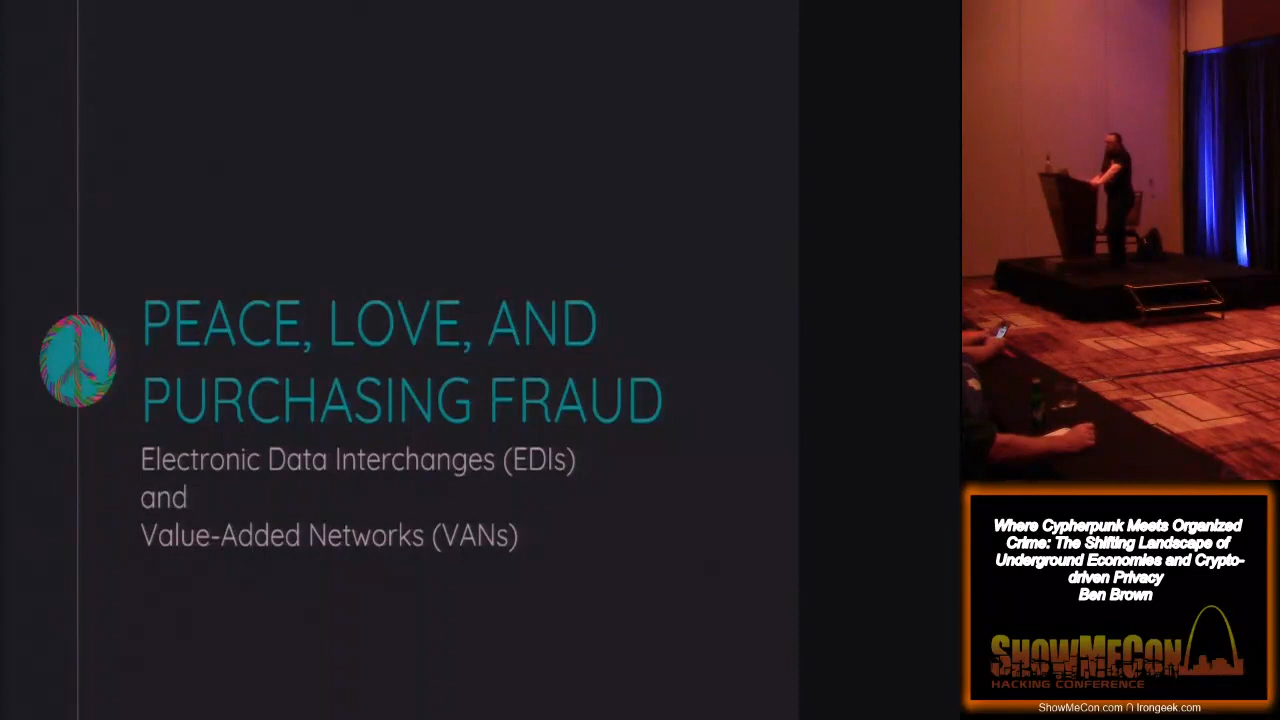 PEACE, LOVE, AND
PURCHASING FRAUD
Electronic Data Interchanges (EDIs)
and
Value-Added Networks (VANs)
Where Cypherpunk Meets Organized
Crime: The Shifting Landscape of
Underground Economies and Crypto-
driven Privacy
Ben Brown
SHOWMECON
HACKING CONFERENCE
ShowMeCon.com ∩ Irongeek.com